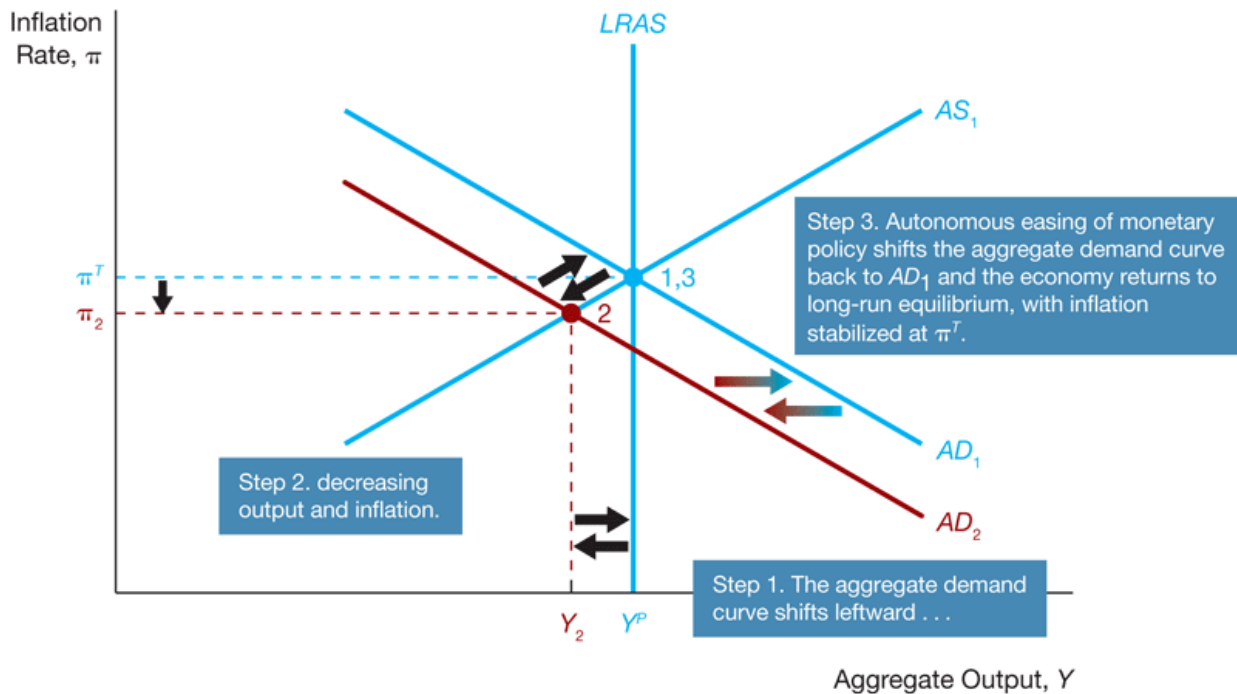 Inflation
Rate, π
LRAS
AS₁
Step 3. Autonomous easing of monetary
policy shifts the aggregate demand curve
back to AD₁ and the economy returns to
long-run equilibrium, with inflation
stabilized at πᵀ.
πᵀ
1,3
π₂
2
AD₁
Step 2. decreasing
output and inflation.
AD₂
Step 1. The aggregate demand
curve shifts leftward . . .
Y₂
Yᴾ
Aggregate Output, Y